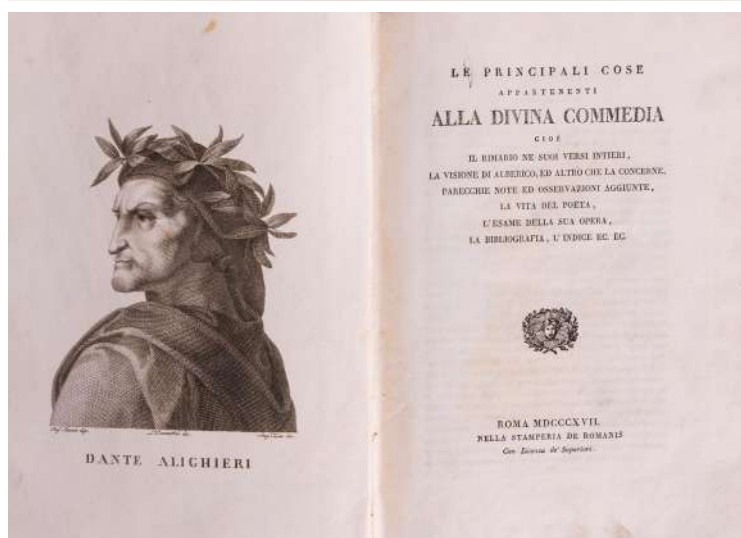 DANTE ALIGHIERI
LE PRINCIPALI COSE
APPARTENENTI
ALLA DIVINA COMMEDIA
CIOÈ
IL RIMARIO NE SUOI VERSI INTIERI,
LA VISIONE DI ALBERICO, ED ALTRO CHE LA CONCERNE,
PARECCHIE NOTE ED OSSERVAZIONI AGGIUNTE,
LA VITA DEL POETA,
L'ESAME DELLA SUA OPERA,
LA BIBLIOGRAFIA, L'INDICE EC. EC.
ROMA MDCCCXVII.
NELLA STAMPERIA DE ROMANIS
Con Licenza de' Superiori.